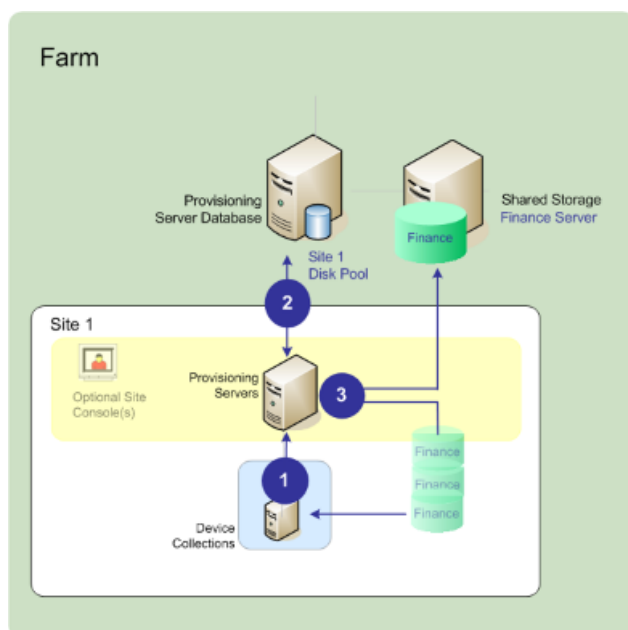 Farm
Provisioning
Server Database
Shared Storage
Finance Server
Finance
Site 1
Disk Pool
2
Site 1
Optional Site
Console(s)
Provisioning
Servers
3
Finance
Finance
Finance
1
Device
Collections